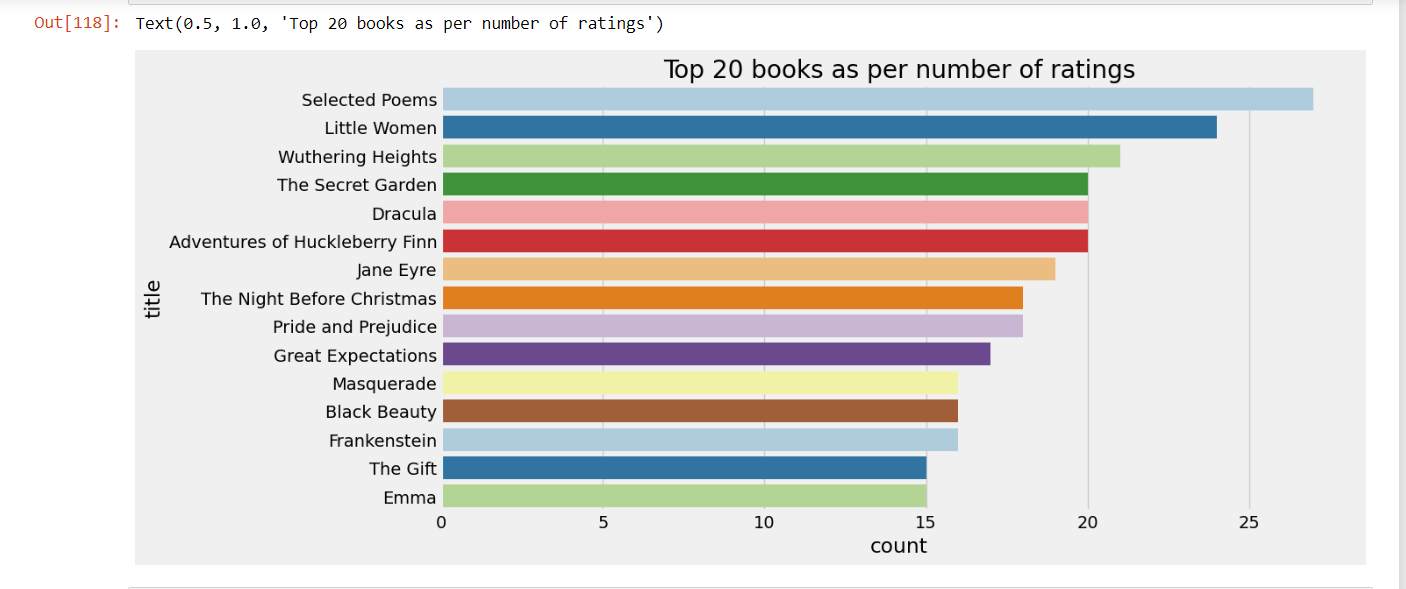 Out[118]: Text(0.5, 1.0, 'Top 20 books as per number of ratings')
Top 20 books as per number of ratings
Selected Poems
Little Women
Wuthering Heights
The Secret Garden
Dracula
Adventures of Huckleberry Finn
Jane Eyre
The Night Before Christmas
Pride and Prejudice
Great Expectations
Masquerade
Black Beauty
Frankenstein
The Gift
Emma
title
0 5 10 15 20 25
count